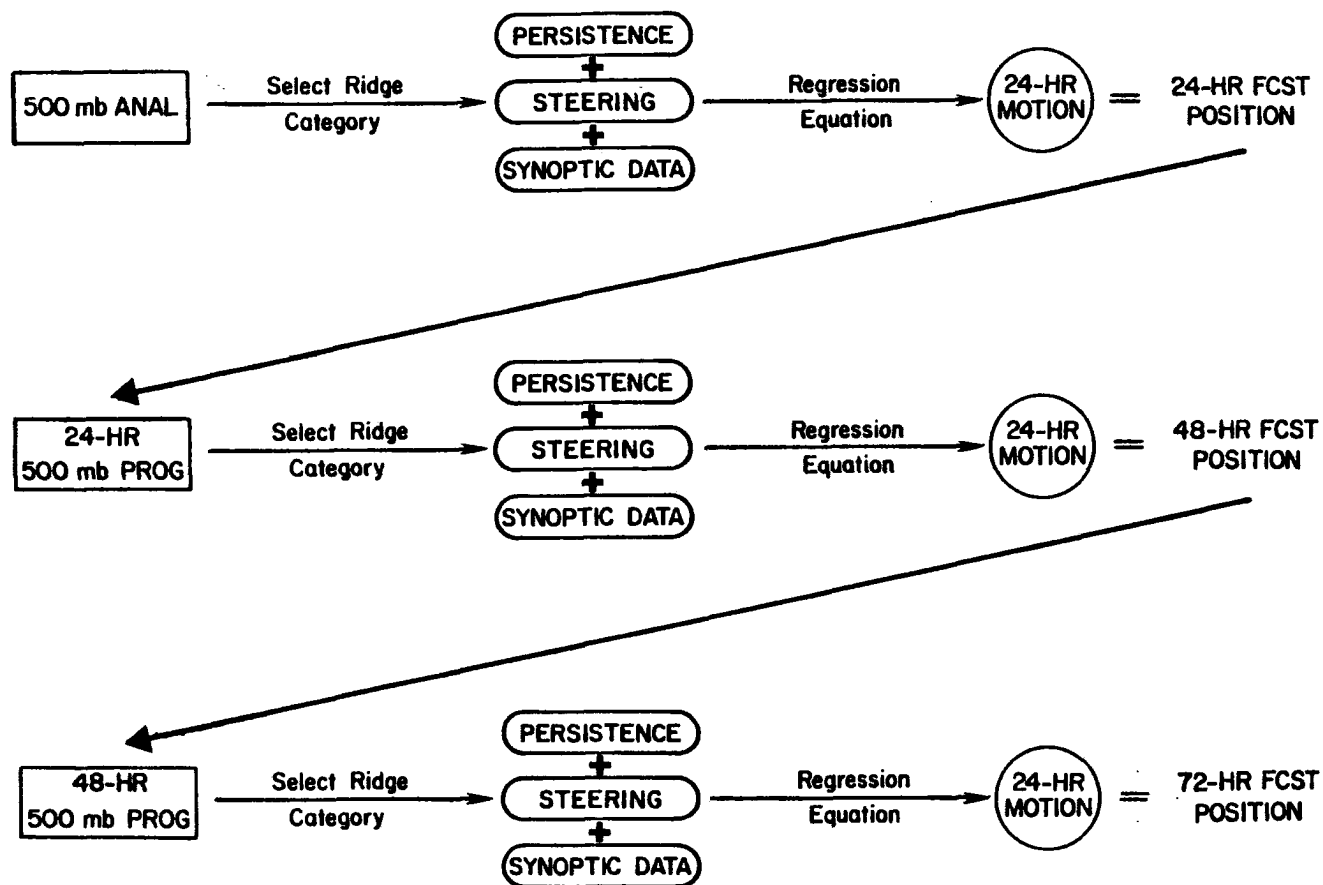 500 mb ANAL
Select Ridge
Category
PERSISTENCE
+
STEERING
+
SYNOPTIC DATA
Regression
Equation
24-HR
MOTION
=
24-HR FCST
POSITION
24-HR
500 mb PROG
Select Ridge
Category
PERSISTENCE
+
STEERING
+
SYNOPTIC DATA
Regression
Equation
24-HR
MOTION
=
48-HR FCST
POSITION
48-HR
500 mb PROG
Select Ridge
Category
PERSISTENCE
+
STEERING
+
SYNOPTIC DATA
Regression
Equation
24-HR
MOTION
=
72-HR FCST
POSITION